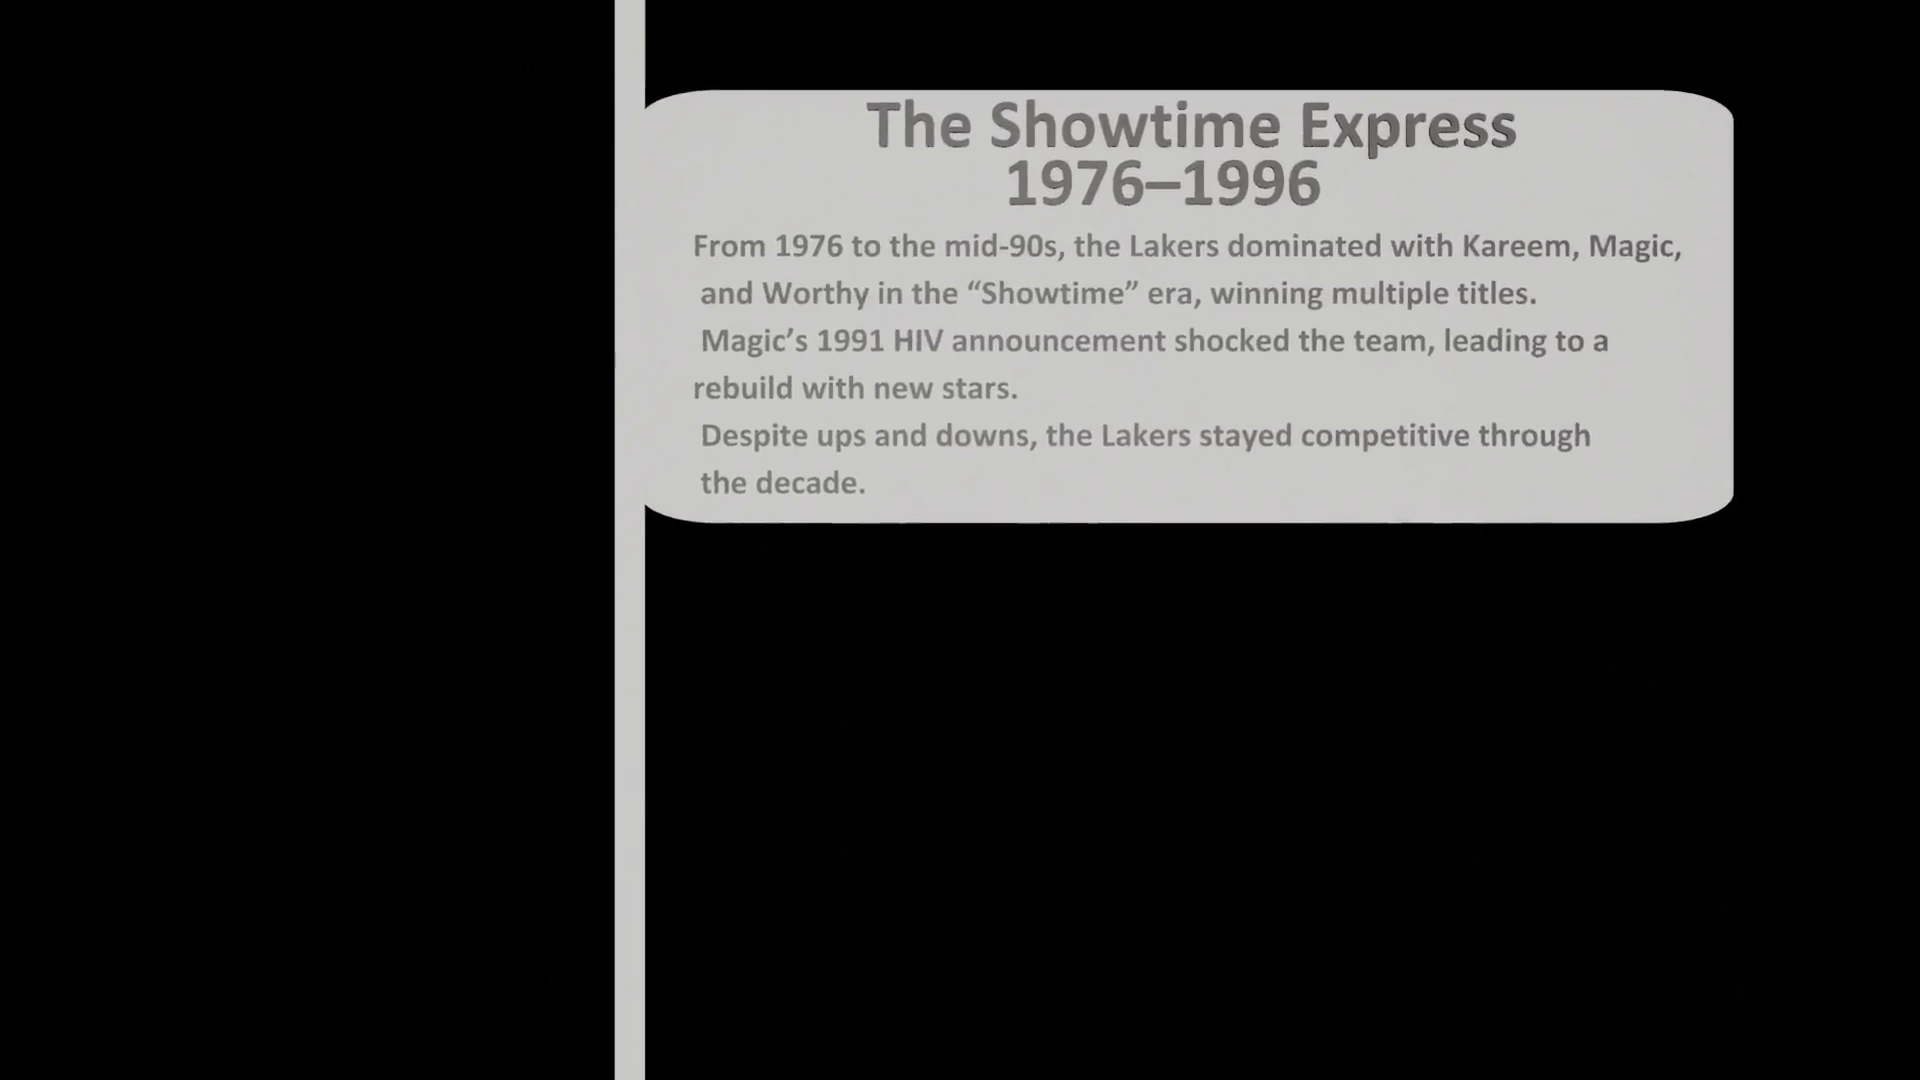 The Showtime Express
1976–1996
From 1976 to the mid-90s, the Lakers dominated with Kareem, Magic,
and Worthy in the “Showtime” era, winning multiple titles.
Magic’s 1991 HIV announcement shocked the team, leading to a
rebuild with new stars.
Despite ups and downs, the Lakers stayed competitive through
the decade.